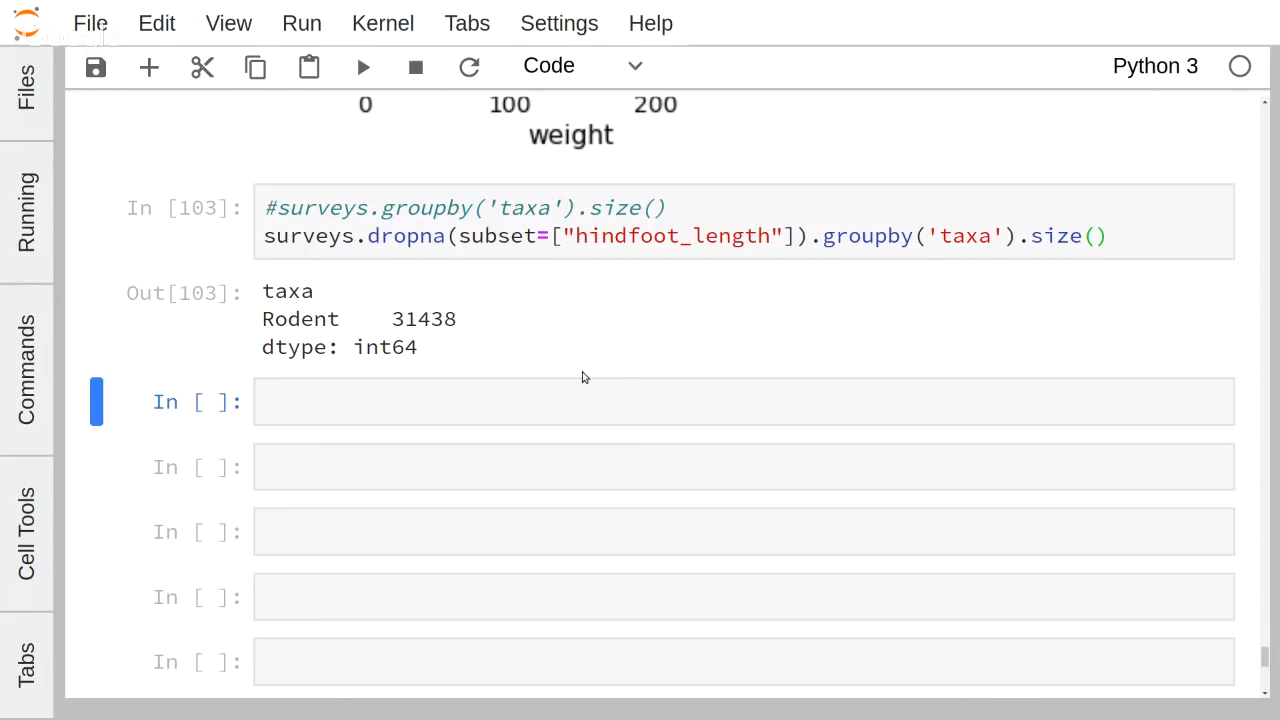 File Edit View Run Kernel Tabs Settings Help
Code Python 3
Files
Running
Commands
Cell Tools
Tabs
0 100 200
weight
In [103]: #surveys.groupby('taxa').size()
surveys.dropna(subset=["hindfoot_length"]).groupby('taxa').size()
Out[103]: taxa
Rodent 31438
dtype: int64
In [ ]:
In [ ]:
In [ ]:
In [ ]:
In [ ]: